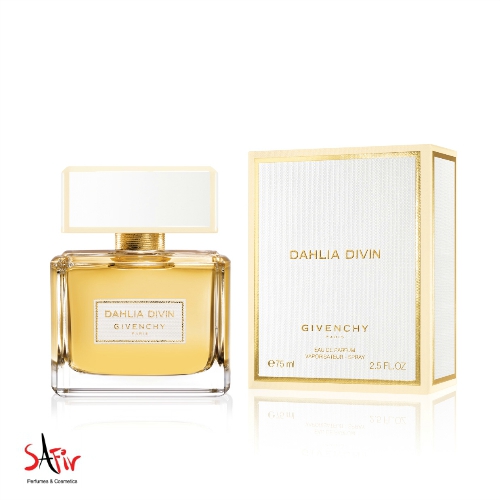 DAHLIA DIVIN
GIVENCHY
PARIS
DAHLIA DIVIN
GIVENCHY
PARIS
EAU DE PARFUM
VAPORISATEUR - SPRAY
℮75 ml 2.5 FL.OZ
SAFir
Perfumes & Cosmetics